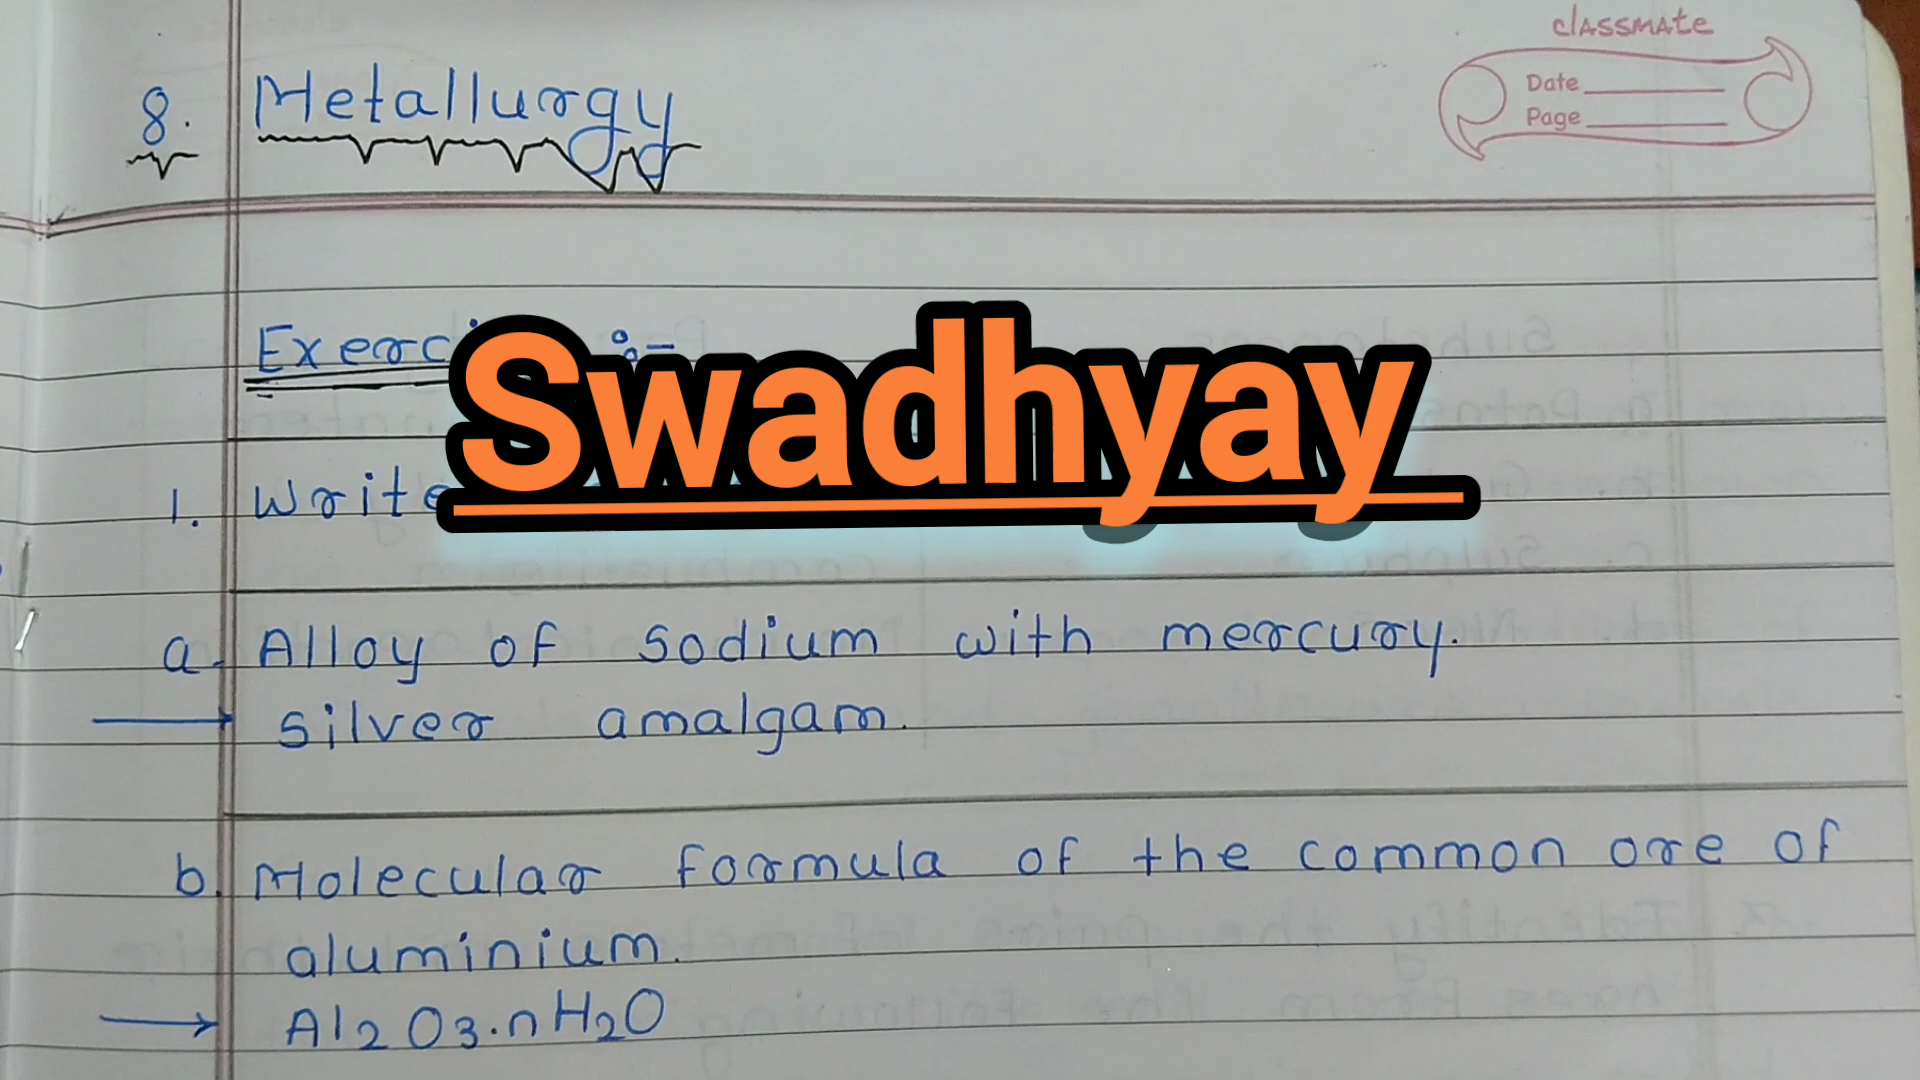 classmate
Date
Page
8. Metallurgy
Exerc :-
Swadhyay
1. Write
a. Alloy of sodium with mercury.
→ silver amalgam.
b. Molecular formula of the common ore of
aluminium.
→ Al2O3.nH2O